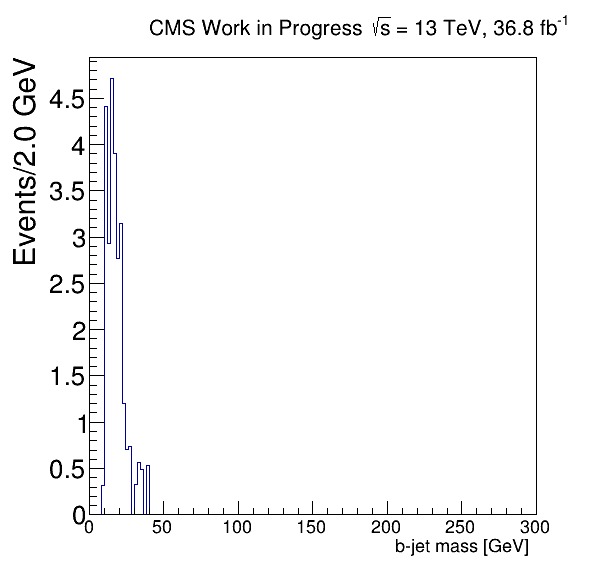 CMS Work in Progress √s = 13 TeV, 36.8 fb⁻¹
Events/2.0 GeV
4.5
4
3.5
3
2.5
2
1.5
1
0.5
0
0 50 100 150 200 250 300
b-jet mass [GeV]